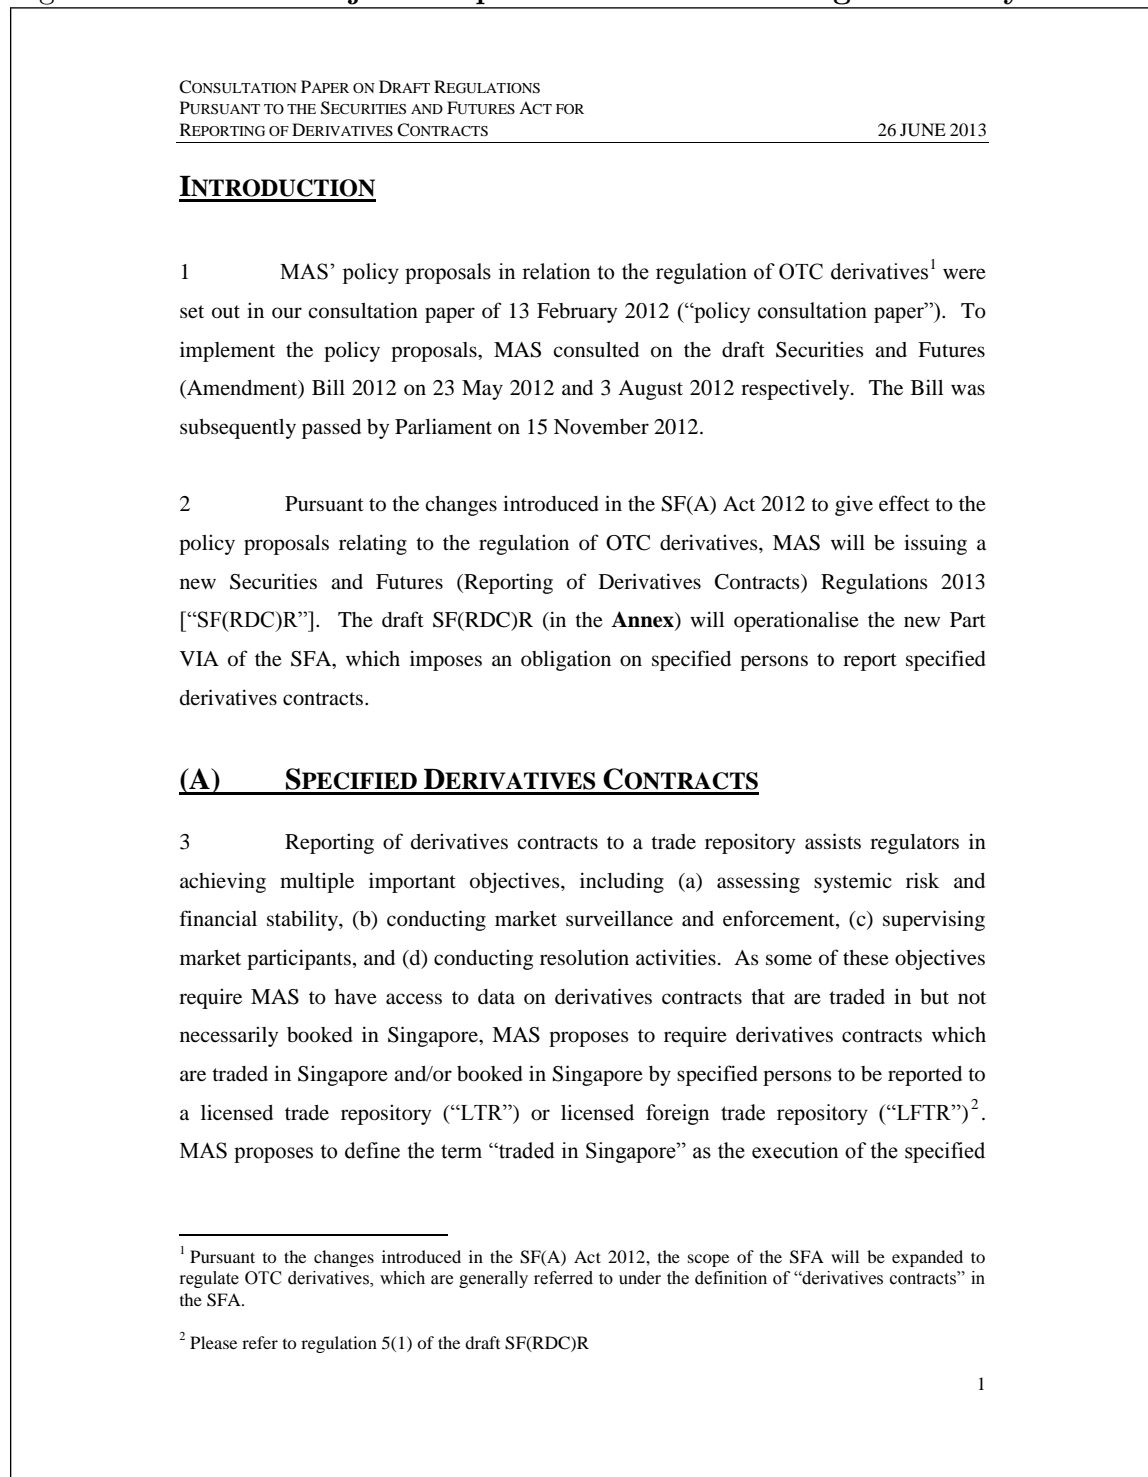 CONSULTATION PAPER ON DRAFT REGULATIONS
PURSUANT TO THE SECURITIES AND FUTURES ACT FOR
REPORTING OF DERIVATIVES CONTRACTS 26 JUNE 2013
INTRODUCTION
1 MAS’ policy proposals in relation to the regulation of OTC derivatives1 were
set out in our consultation paper of 13 February 2012 (“policy consultation paper”). To
implement the policy proposals, MAS consulted on the draft Securities and Futures
(Amendment) Bill 2012 on 23 May 2012 and 3 August 2012 respectively. The Bill was
subsequently passed by Parliament on 15 November 2012.
2 Pursuant to the changes introduced in the SF(A) Act 2012 to give effect to the
policy proposals relating to the regulation of OTC derivatives, MAS will be issuing a
new Securities and Futures (Reporting of Derivatives Contracts) Regulations 2013
[“SF(RDC)R”]. The draft SF(RDC)R (in the Annex) will operationalise the new Part
VIA of the SFA, which imposes an obligation on specified persons to report specified
derivatives contracts.
(A) SPECIFIED DERIVATIVES CONTRACTS
3 Reporting of derivatives contracts to a trade repository assists regulators in
achieving multiple important objectives, including (a) assessing systemic risk and
financial stability, (b) conducting market surveillance and enforcement, (c) supervising
market participants, and (d) conducting resolution activities. As some of these objectives
require MAS to have access to data on derivatives contracts that are traded in but not
necessarily booked in Singapore, MAS proposes to require derivatives contracts which
are traded in Singapore and/or booked in Singapore by specified persons to be reported to
a licensed trade repository (“LTR”) or licensed foreign trade repository (“LFTR”)2.
MAS proposes to define the term “traded in Singapore” as the execution of the specified
1 Pursuant to the changes introduced in the SF(A) Act 2012, the scope of the SFA will be expanded to
regulate OTC derivatives, which are generally referred to under the definition of “derivatives contracts” in
the SFA.
2 Please refer to regulation 5(1) of the draft SF(RDC)R
1